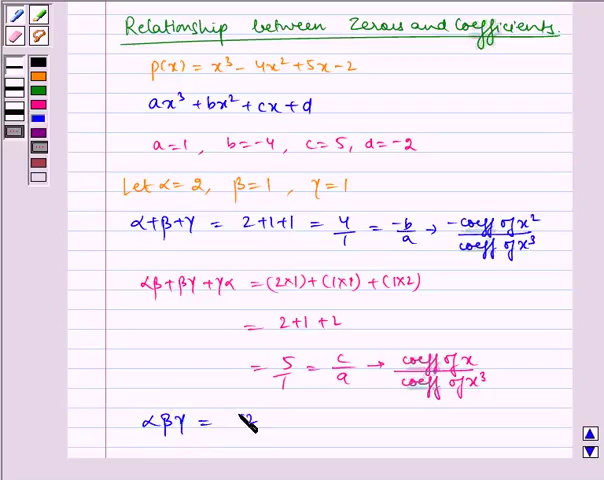 Relationship between Zeroes and Coefficients.
p(x) = x³ - 4x² + 5x - 2
ax³ + bx² + cx + d
a=1 , b=-4 , c=5, d=-2
Let α=2, β=1 , γ=1
α+β+γ = 2+1+1 = 4/1 = -b/a → -coeff of x²/coeff of x³
αβ+βγ+γα = (2×1)+(1×1)+(1×2)
= 2+1+2
= 5/1 = c/a → coeff of x/coeff of x³
αβγ =